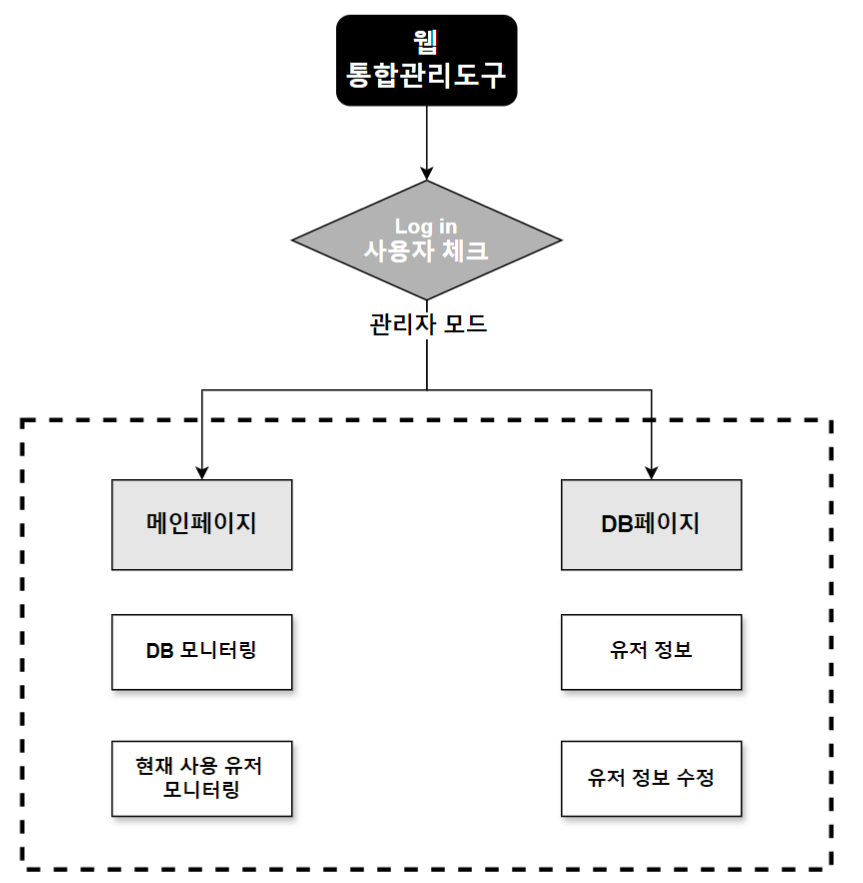 웹
통합관리도구
Log in
사용자 체크
관리자 모드
메인페이지
DB페이지
DB 모니터링
유저 정보
현재 사용 유저
모니터링
유저 정보 수정